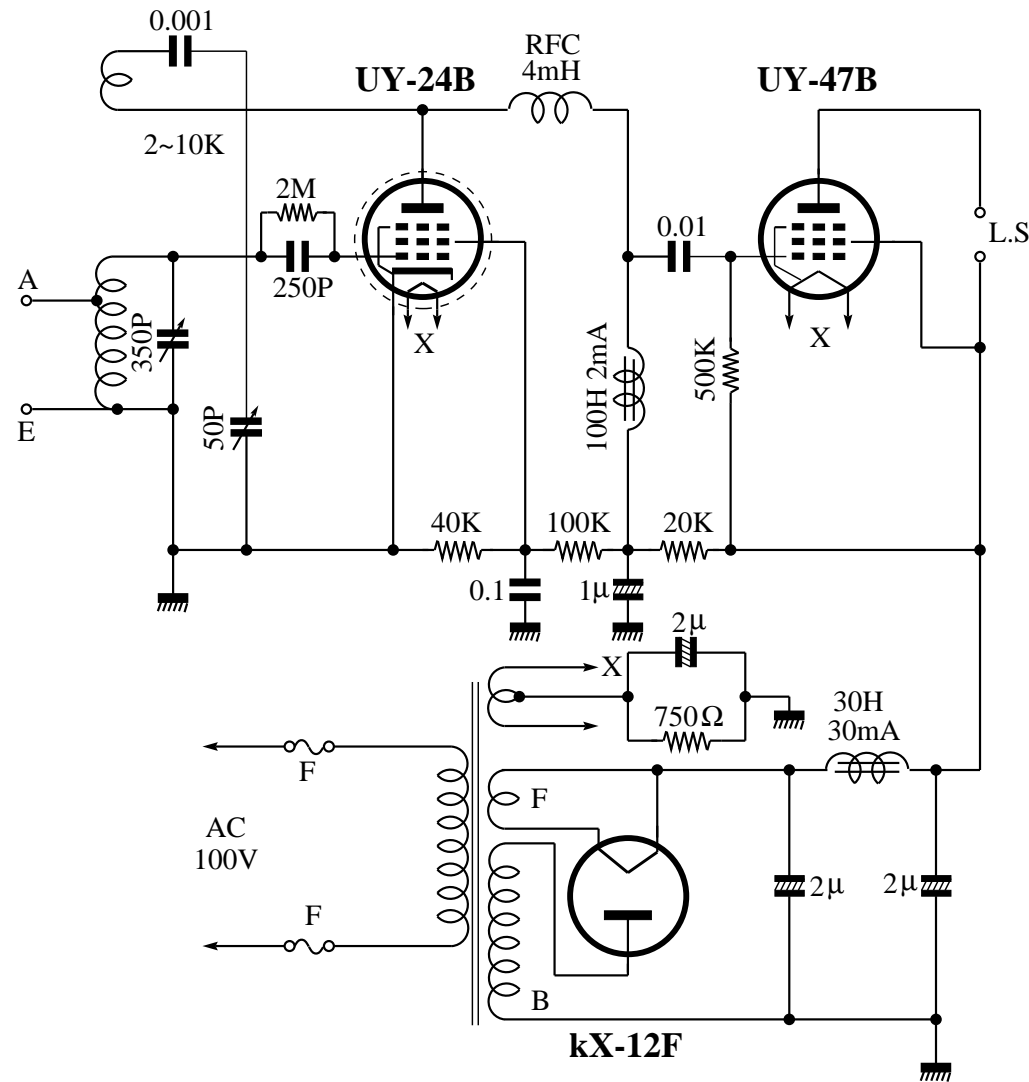 0.001
RFC
4mH
UY-24B
UY-47B
2~10K
2M
0.01
L.S
A
250P
X
X
350P
100H 2mA
500K
E
50P
40K
100K
20K
0.1
1µ
2µ
X
750Ω
30H
30mA
F
F
AC
100V
2µ
2µ
F
B
kX-12F